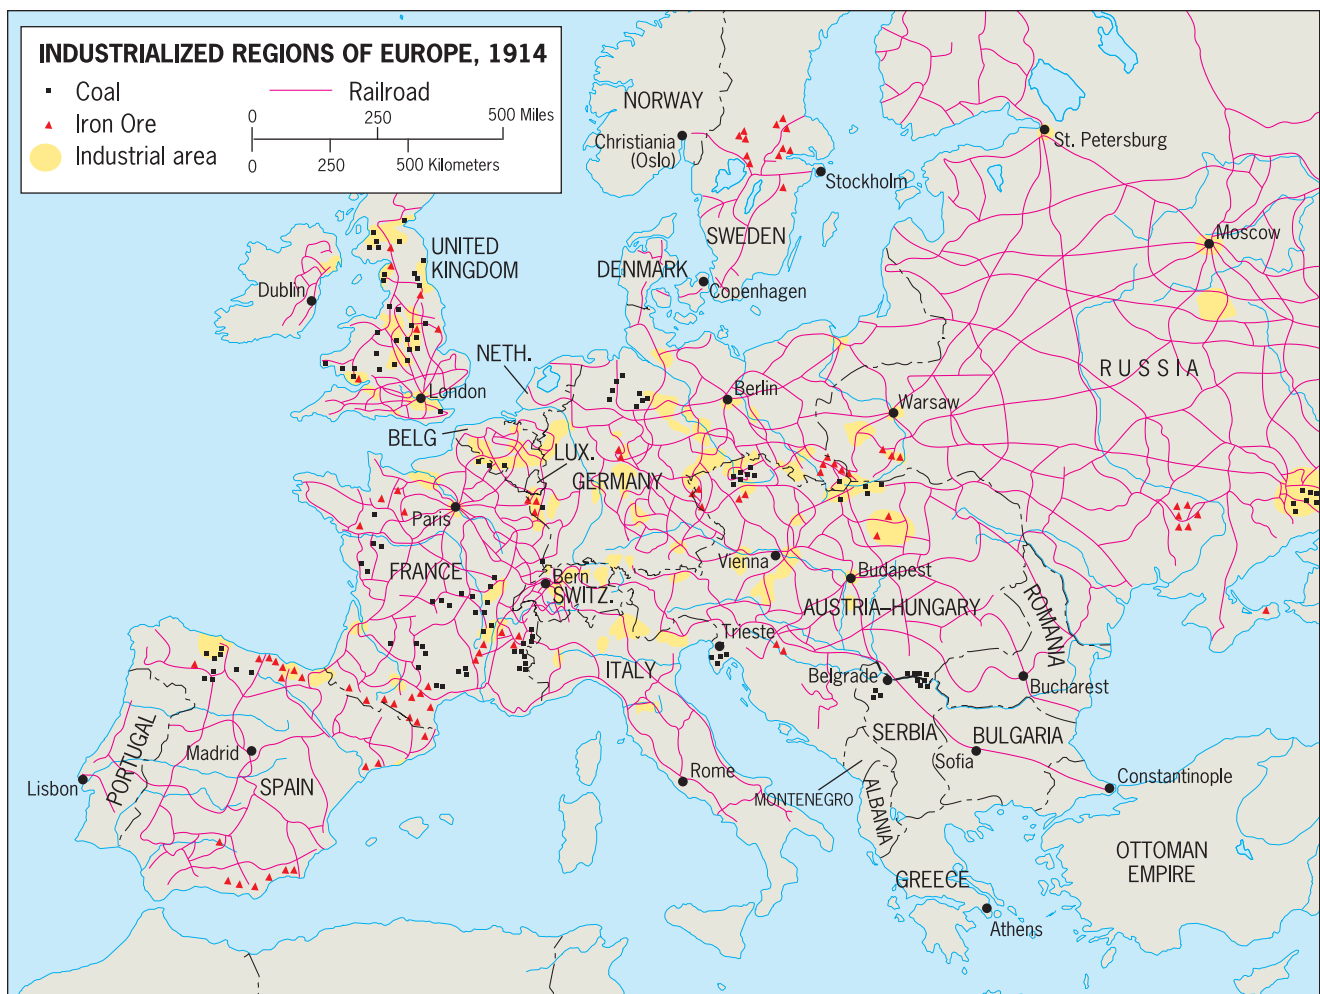 INDUSTRIALIZED REGIONS OF EUROPE, 1914
Coal
Railroad
Iron Ore
Industrial area
0 250 500 Miles
0 250 500 Kilometers
NORWAY
Christiania
(Oslo)
St. Petersburg
Stockholm
SWEDEN
Moscow
UNITED
KINGDOM
DENMARK
Copenhagen
Dublin
NETH.
RUSSIA
London
Berlin
Warsaw
BELG
LUX.
GERMANY
Paris
Vienna
Budapest
FRANCE
Bern
SWITZ.
AUSTRIA–HUNGARY
ROMANIA
Trieste
ITALY
Belgrade
Bucharest
PORTUGAL
Madrid
SERBIA
BULGARIA
Sofia
Lisbon
SPAIN
Rome
MONTENEGRO
ALBANIA
Constantinople
OTTOMAN
EMPIRE
GREECE
Athens